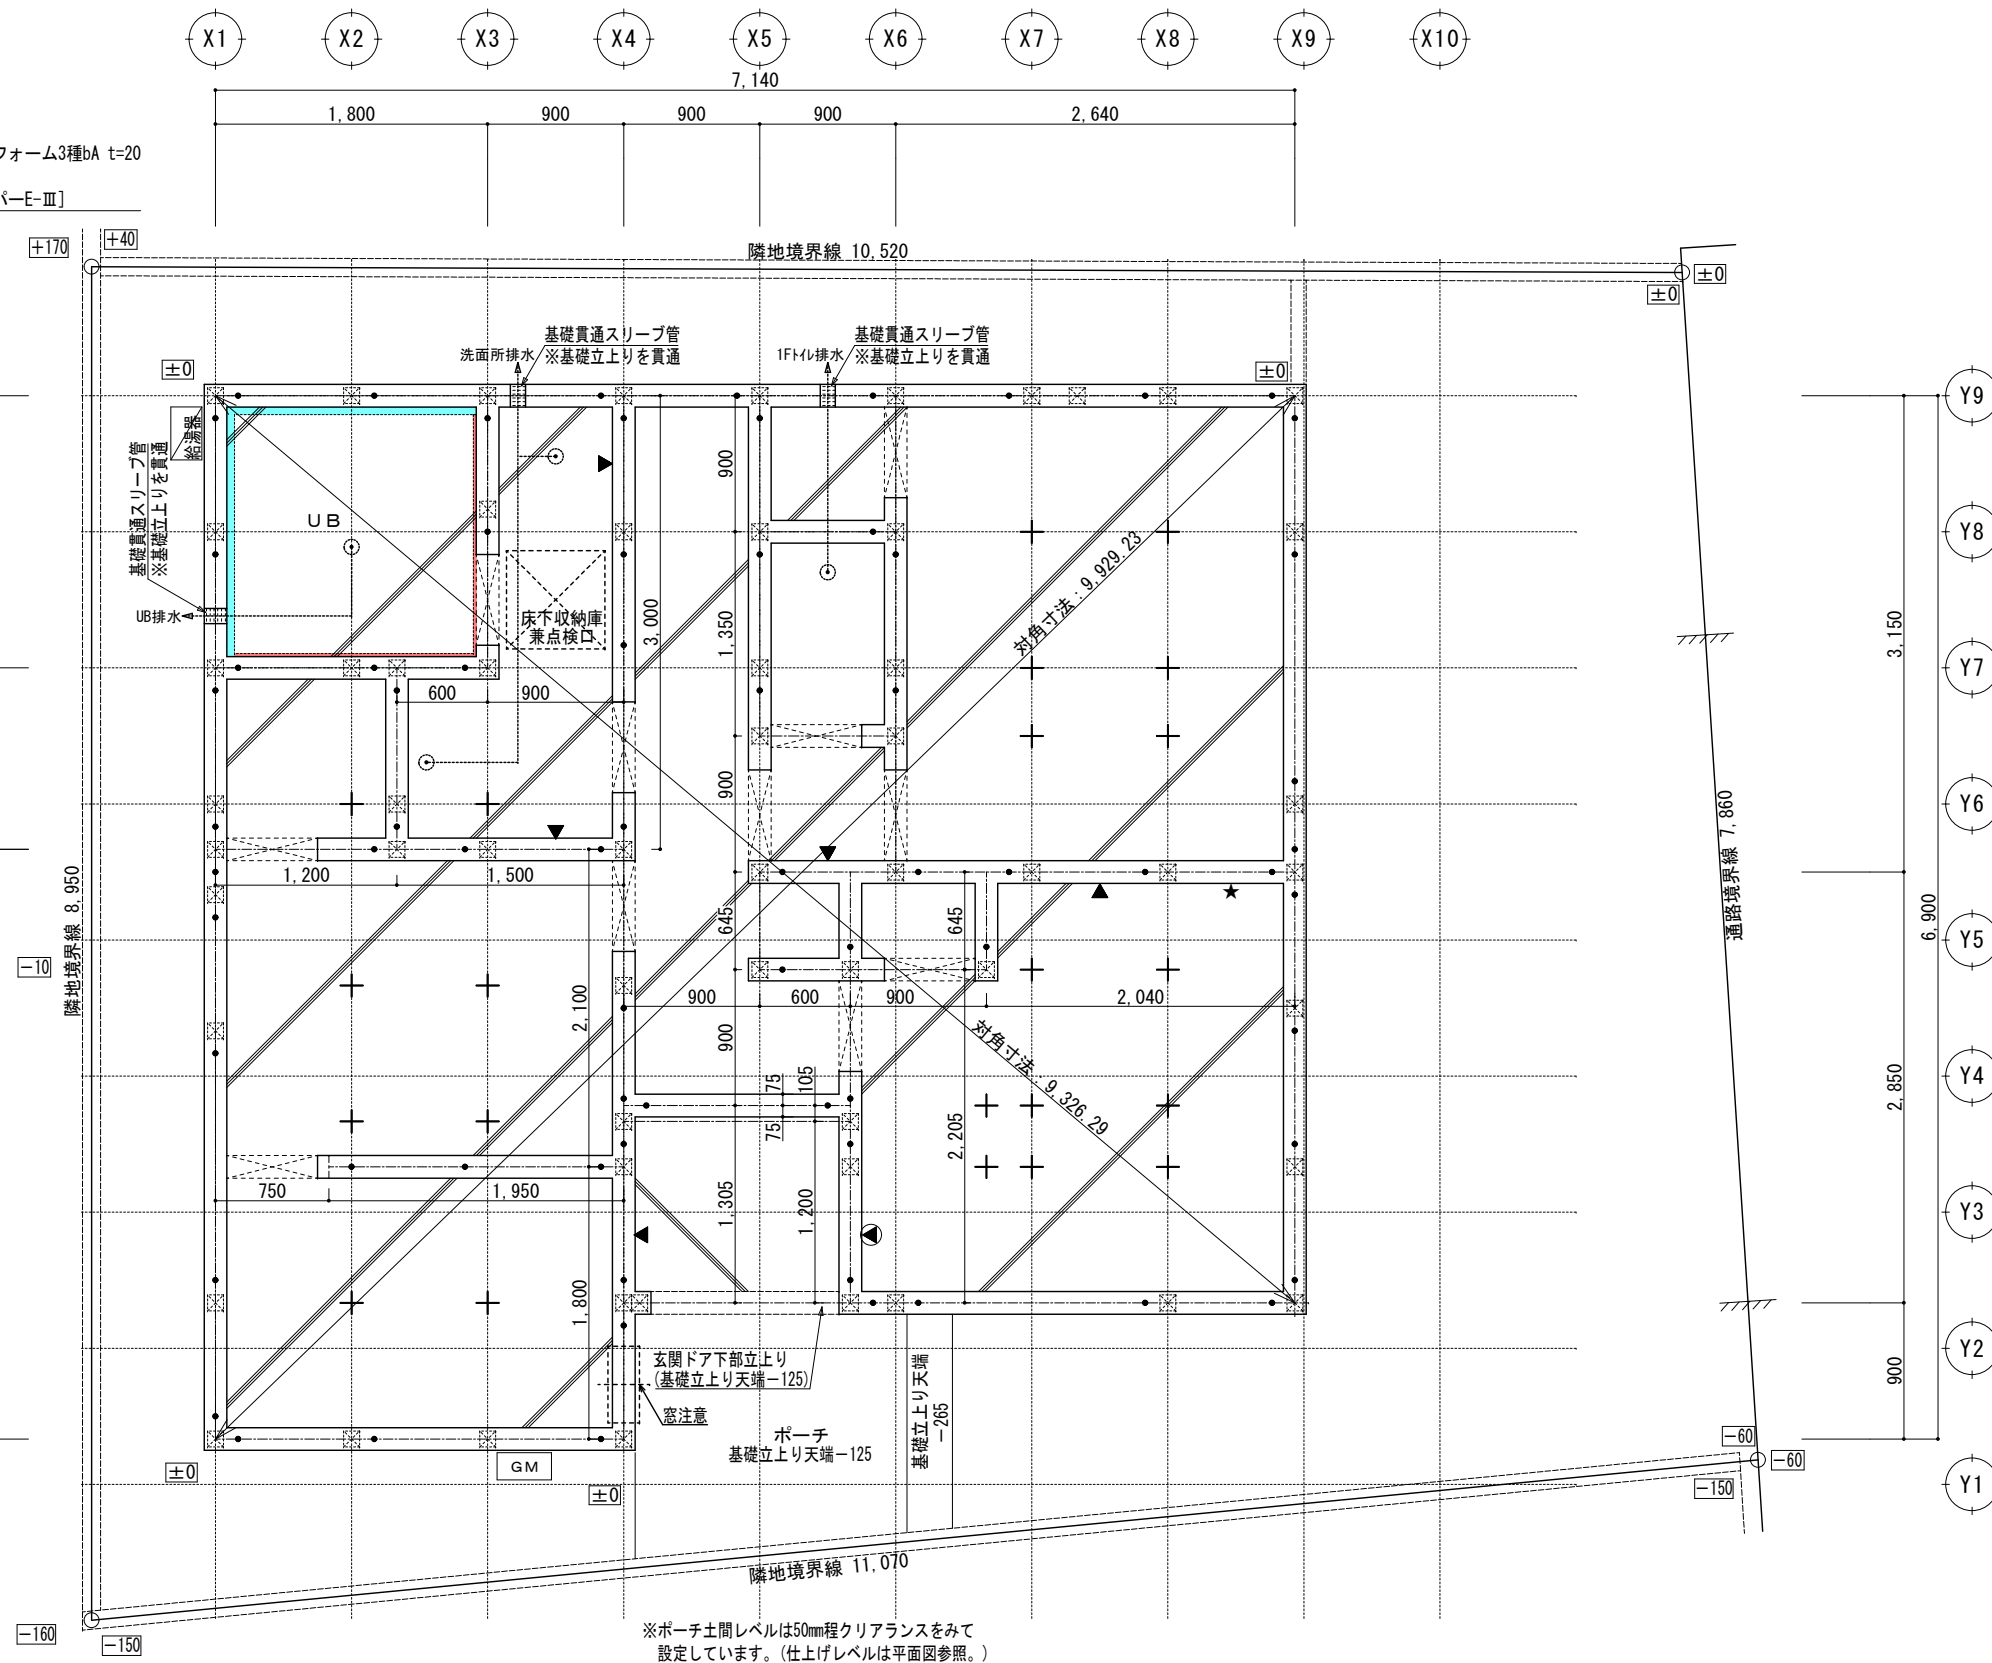 X1 X2 X3 X4 X5 X6 X7 X8 X9 X10
7,140
1,800 900 900 900 2,640
フォーム3種bA t=20
パーE-Ⅲ]
+170
+40
隣地境界線 10,520
±0
±0
基礎貫通スリーブ管
※基礎立上りを貫通
洗面所排水
基礎貫通スリーブ管
※基礎立上りを貫通
1Fトイレ排水
±0
±0
Y9
給湯器
基礎貫通スリーブ管
※基礎立上りを貫通
900
UB
Y8
対角寸法：9,929.23
UB排水
床下収納庫
兼点検口
3,000
1,350
3,150
Y7
600 900
900
Y6
通路境界線 7,860
1,200 1,500
隣地境界線 8,950
645
645
6,900
Y5
-10
900 600 900 2,040
2,100
900
対角寸法：9,326.29
75
105
75
2,205
2,850
Y4
750 1,950
1,305
1,200
Y3
1,800
玄関ドア下部立上り
(基礎立上り天端-125)
窓注意
基礎立上り天端
-265
900
Y2
ポーチ
基礎立上り天端-125
-60
-60
GM
±0
±0
-150
Y1
隣地境界線 11,070
-160
-150
※ポーチ土間レベルは50mm程クリアランスをみて
設定しています。(仕上げレベルは平面図参照。)